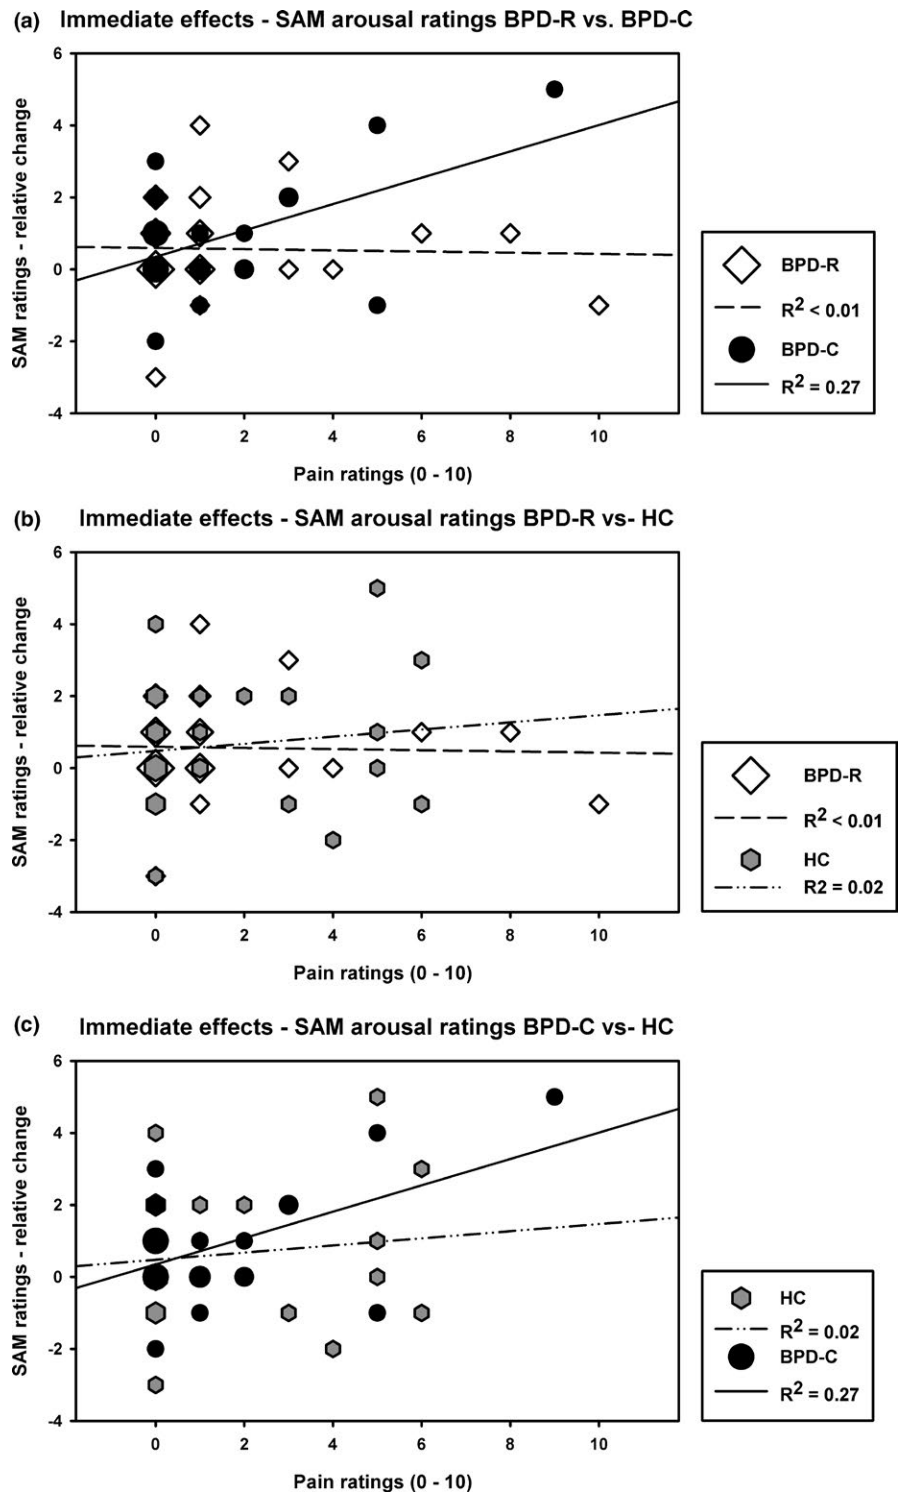 (a) Immediate effects - SAM arousal ratings BPD-R vs. BPD-C
SAM ratings - relative change
6
4
2
0
-2
-4
0 2 4 6 8 10
Pain ratings (0 - 10)
BPD-R
R² < 0.01
BPD-C
R² = 0.27
(b) Immediate effects - SAM arousal ratings BPD-R vs- HC
SAM ratings - relative change
6
4
2
0
-2
-4
0 2 4 6 8 10
Pain ratings (0 - 10)
BPD-R
R² < 0.01
HC
R2 = 0.02
(c) Immediate effects - SAM arousal ratings BPD-C vs- HC
SAM ratings - relative change
6
4
2
0
-2
-4
0 2 4 6 8 10
Pain ratings (0 - 10)
HC
R² = 0.02
BPD-C
R² = 0.27